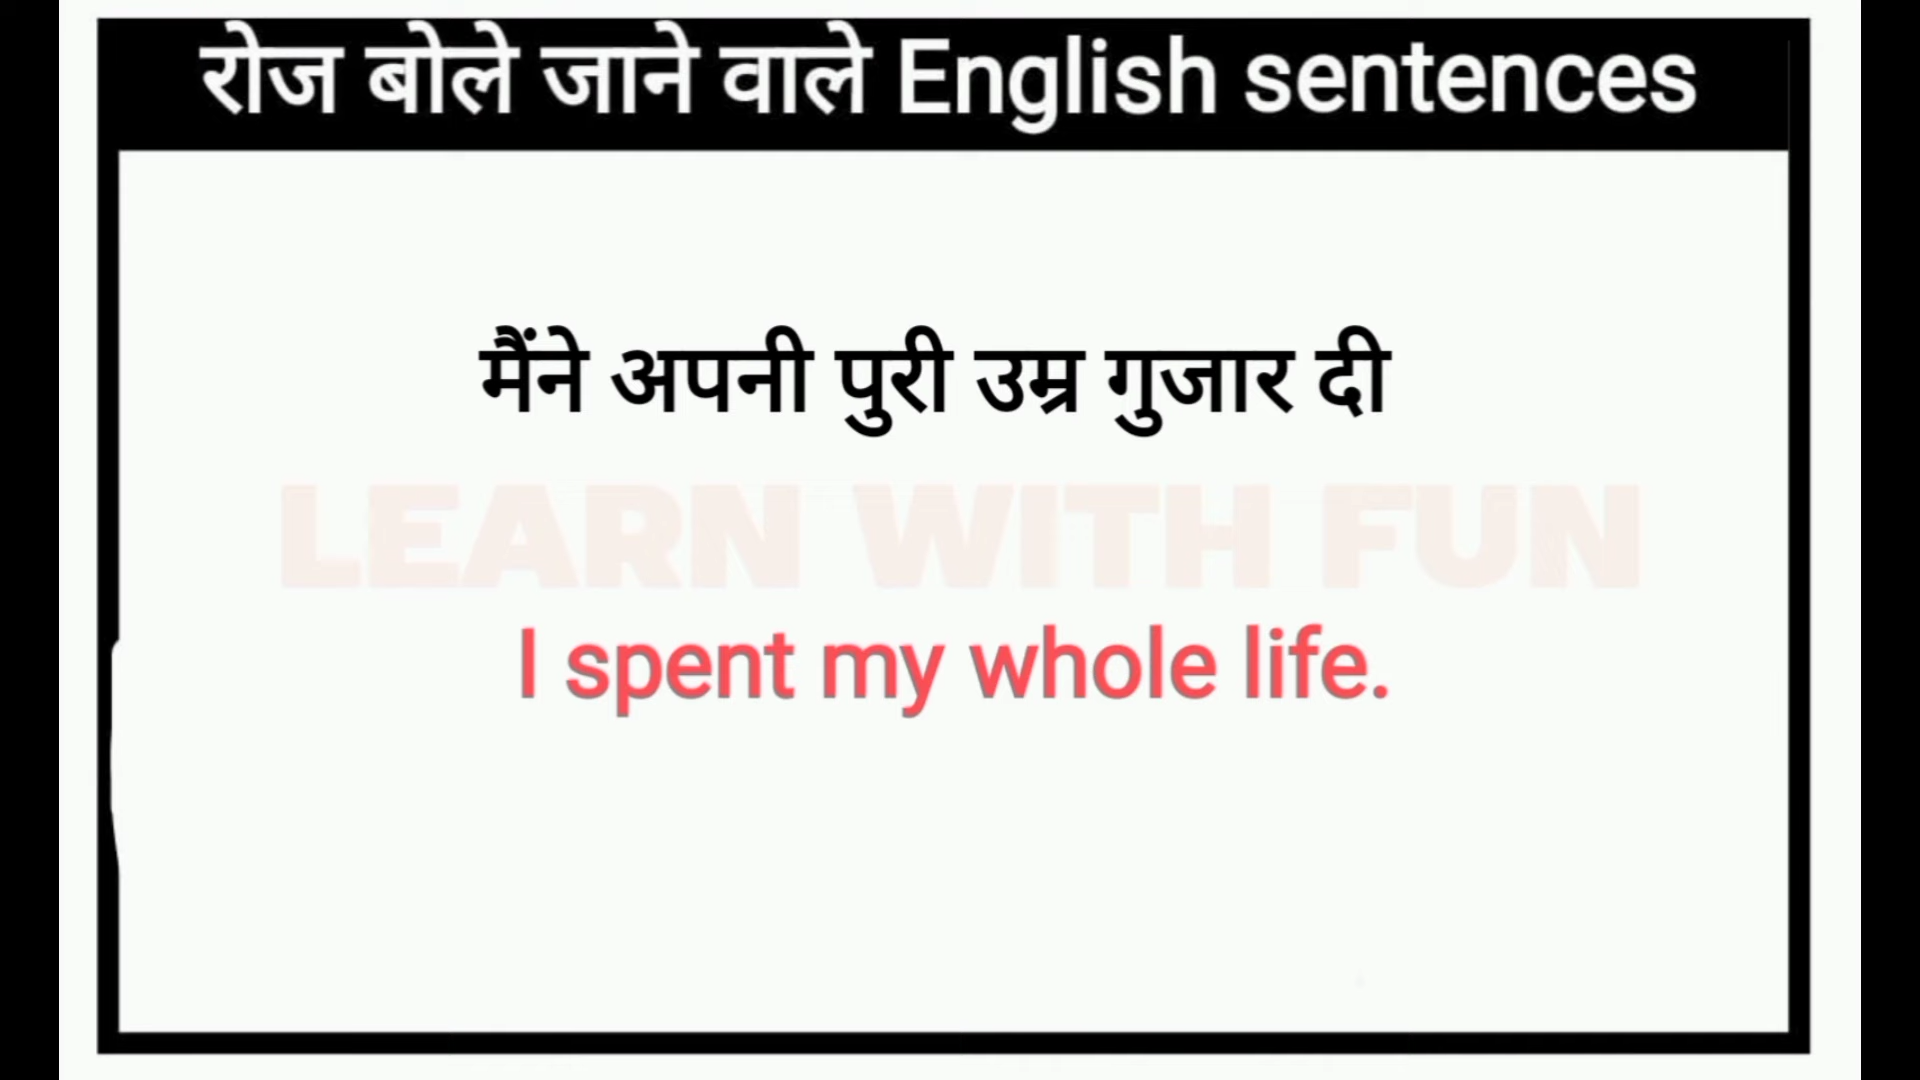 रोज बोले जाने वाले English sentences
मैंने अपनी पुरी उम्र गुजार दी
LEARN WITH FUN
I spent my whole life.